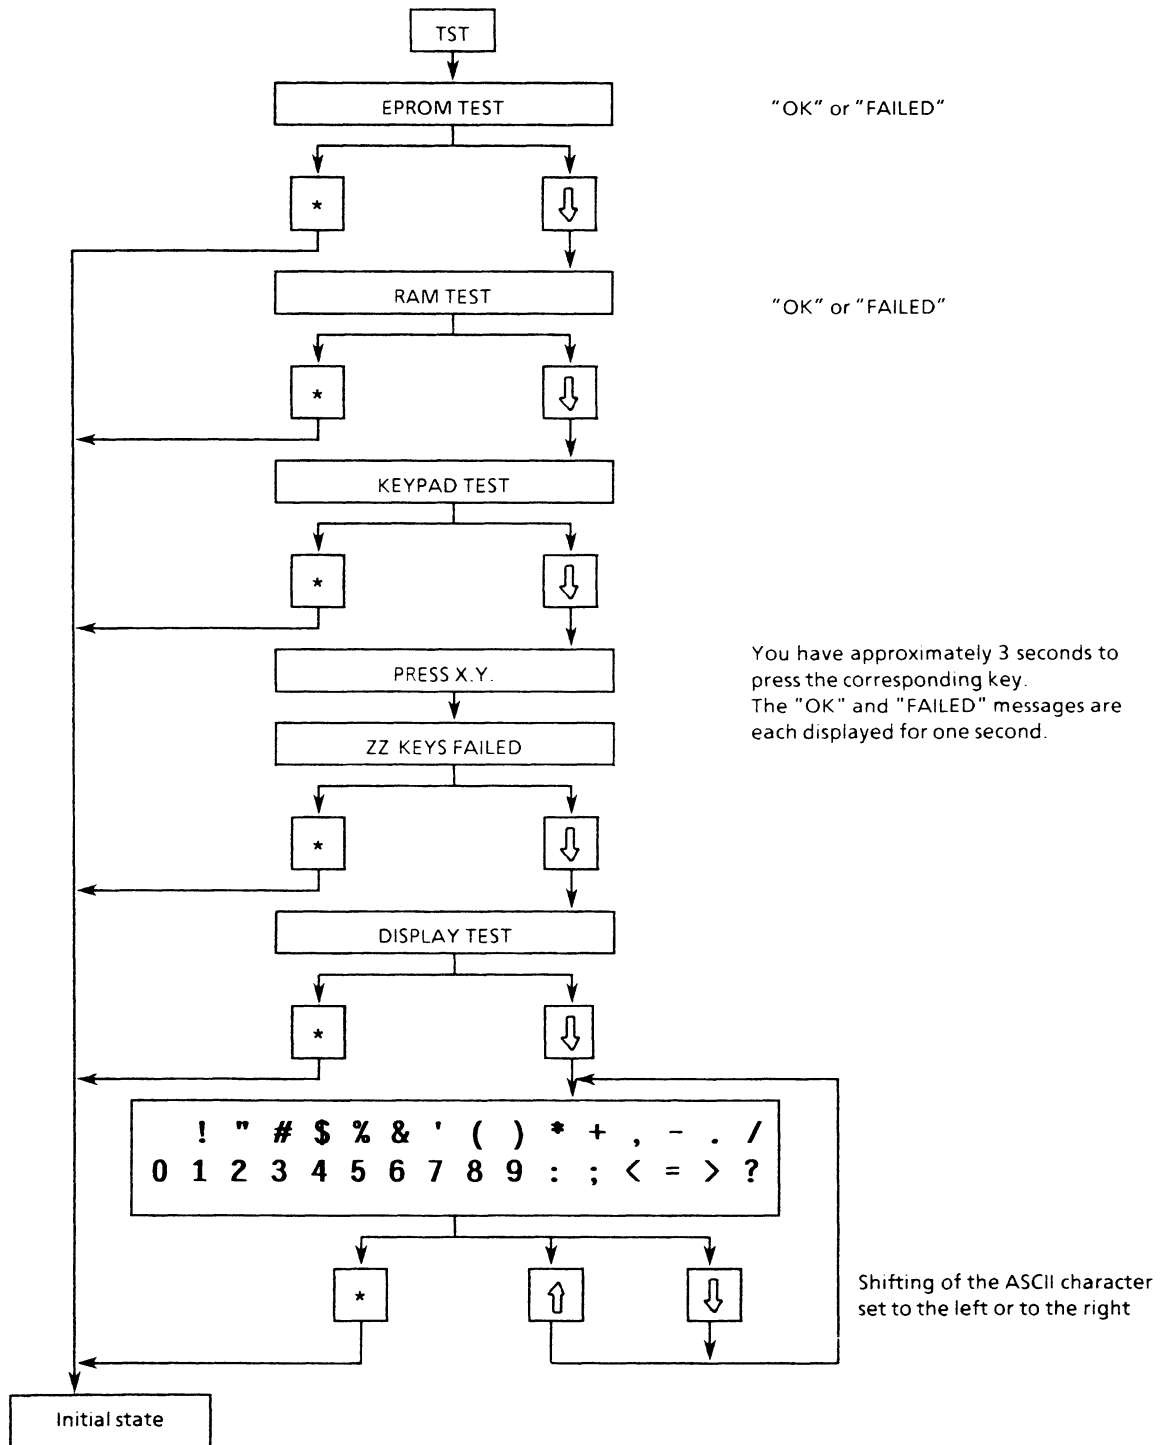 TST
EPROM TEST
"OK" or "FAILED"
*
⇩
RAM TEST
"OK" or "FAILED"
*
⇩
KEYPAD TEST
*
⇩
PRESS X.Y.
You have approximately 3 seconds to
press the corresponding key.
The "OK" and "FAILED" messages are
each displayed for one second.
ZZ KEYS FAILED
*
⇩
DISPLAY TEST
*
⇩
! " # $ % & ' ( ) * + , - . /
0 1 2 3 4 5 6 7 8 9 : ; < = > ?
*
⇧
⇩
Shifting of the ASCII character
set to the left or to the right
Initial state